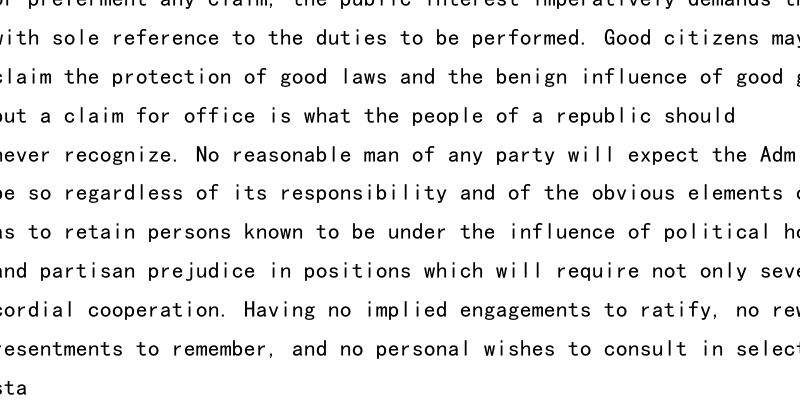 or preferment any claim, the public interest imperatively demands
with sole reference to the duties to be performed. Good citizens may
claim the protection of good laws and the benign influence of good
but a claim for office is what the people of a republic should
never recognize. No reasonable man of any party will expect the Adm
be so regardless of its responsibility and of the obvious elements
as to retain persons known to be under the influence of political
and partisan prejudice in positions which will require not only
cordial cooperation. Having no implied engagements to ratify, no
resentments to remember, and no personal wishes to consult in
sta